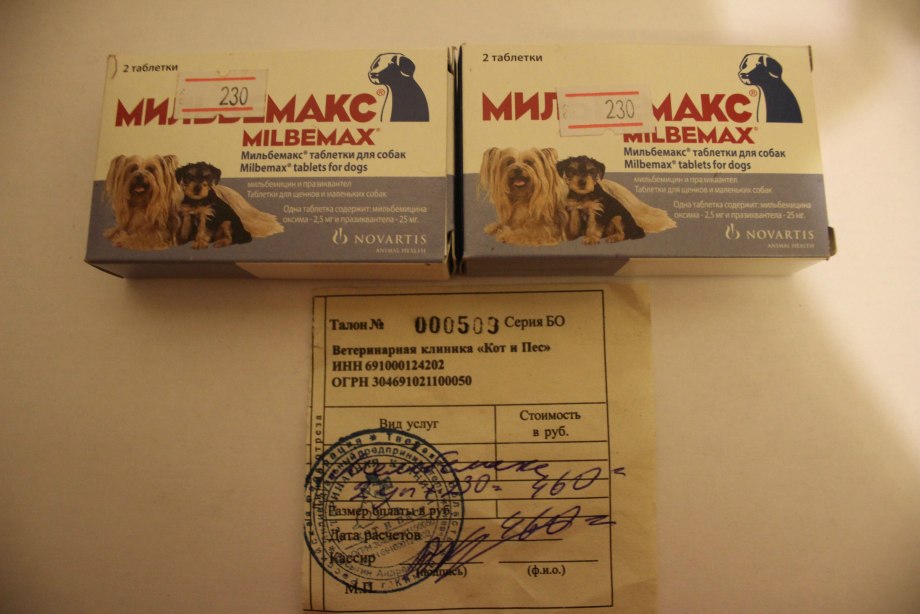 2 таблетки
230
МИЛЬБЕМАКС®
MILBEMAX®
Мильбемакс® таблетки для собак
Milbemax® tablets for dogs
мильбемицин и празиквантел
Таблетки для щенков и маленьких собак
Одна таблетка содержит: мильбемицина
оксима - 2,5 мг и празиквантела - 25 мг.
NOVARTIS
ANIMAL HEALTH
2 таблетки
230
МИЛЬБЕМАКС®
MILBEMAX®
Мильбемакс® таблетки для собак
Milbemax® tablets for dogs
мильбемицин и празиквантел
Таблетки для щенков и маленьких собак
Одна таблетка содержит: мильбемицина
оксима - 2,5 мг и празиквантела - 25 мг.
NOVARTIS
ANIMAL HEALTH
Талон № 000503 Серия БО
Ветеринарная клиника «Кот и Пес»
ИНН 691000124202
ОГРН 304691021100050
Вид услуг Стоимость
в руб.
Мильбемакс
2 уп х 230= 460=
Размер оплаты в руб. 460=
Дата расчетов
Кассир
(подпись) (ф.и.о.)
М.П.